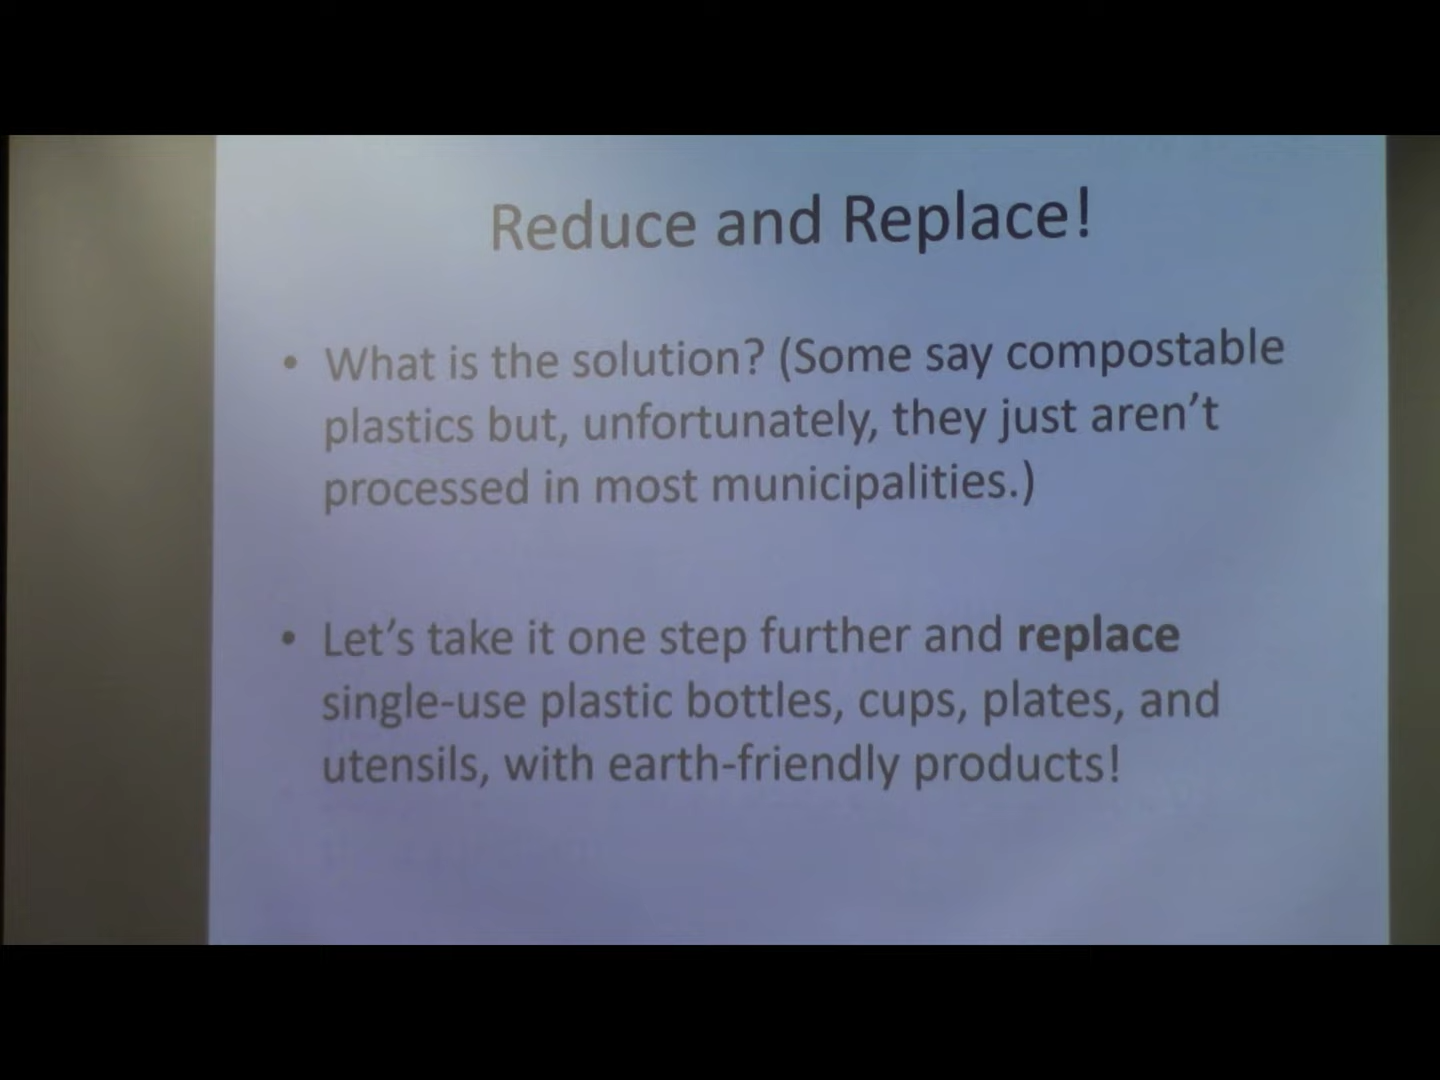 Reduce and Replace!
• What is the solution? (Some say compostable
plastics but, unfortunately, they just aren't
processed in most municipalities.)
• Let's take it one step further and replace
single-use plastic bottles, cups, plates, and
utensils, with earth-friendly products!